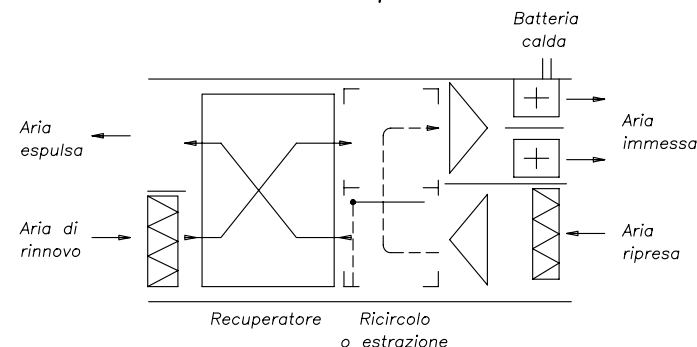 Batteria
calda
Aria
espulsa
Aria
immessa
Aria di
rinnovo
Aria
ripresa
Recuperatore
Ricircolo
o estrazione